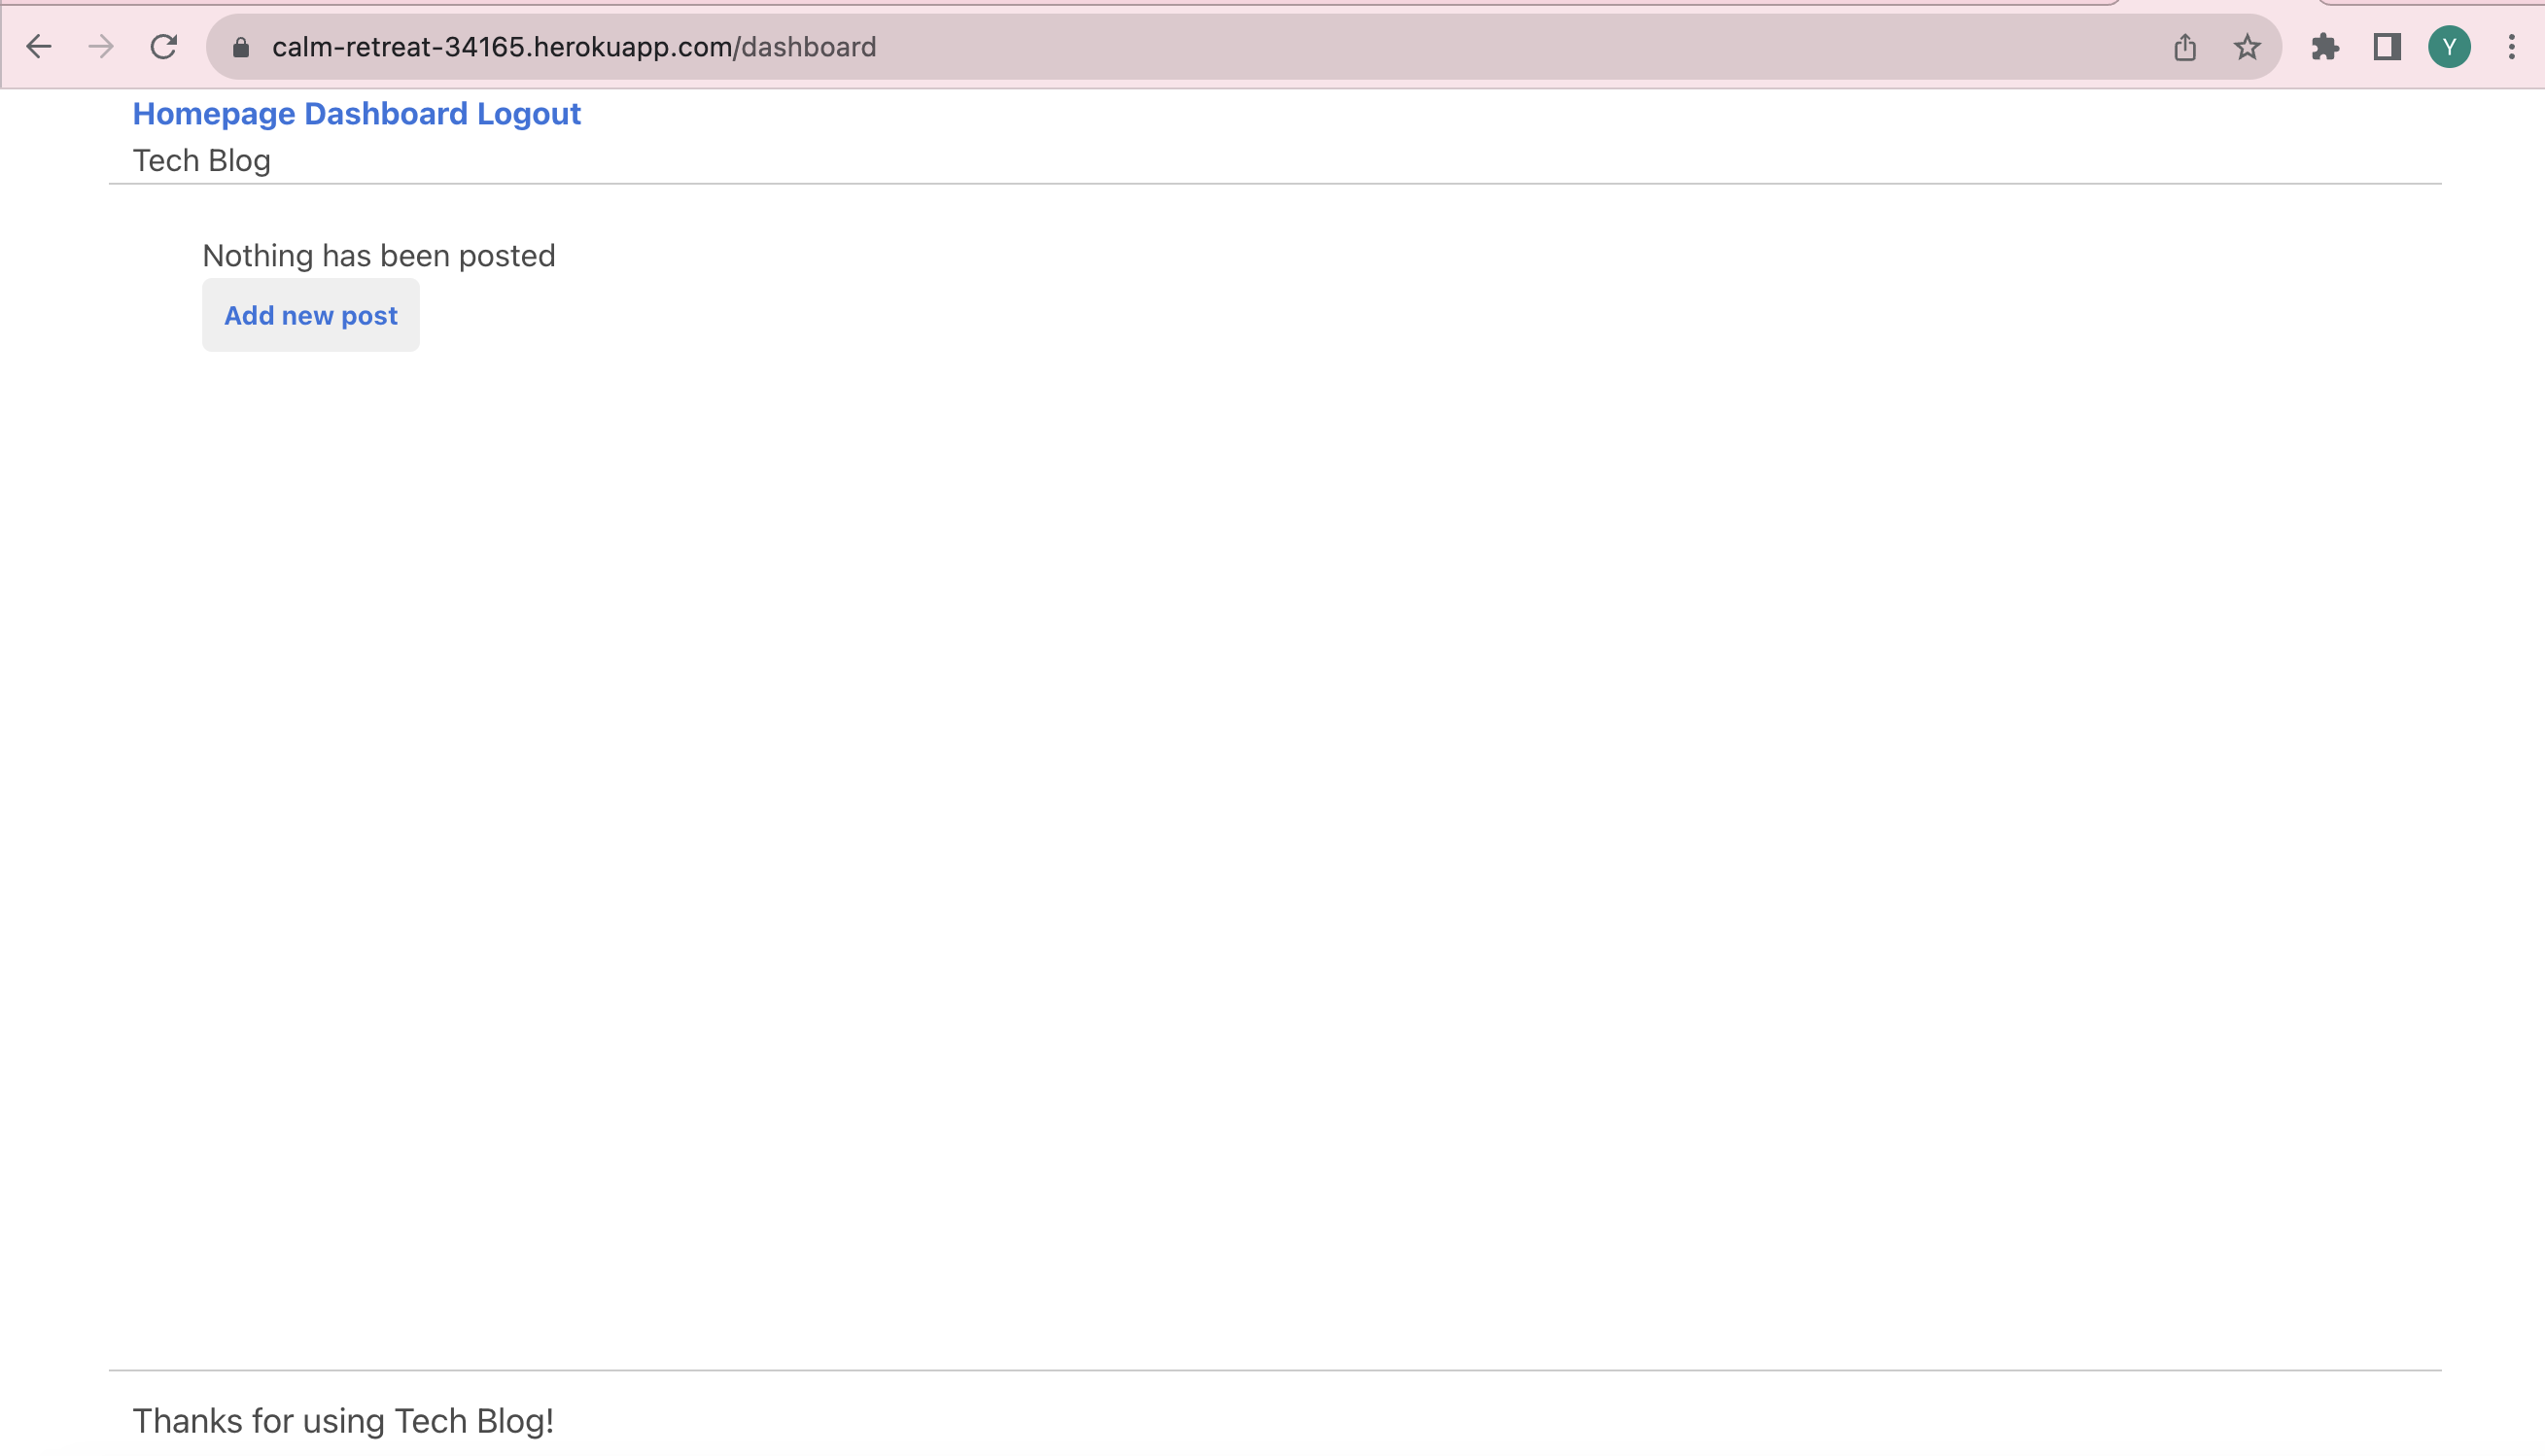 calm-retreat-34165.herokuapp.com/dashboard
Y
Homepage Dashboard Logout
Tech Blog
Nothing has been posted
Add new post
Thanks for using Tech Blog!